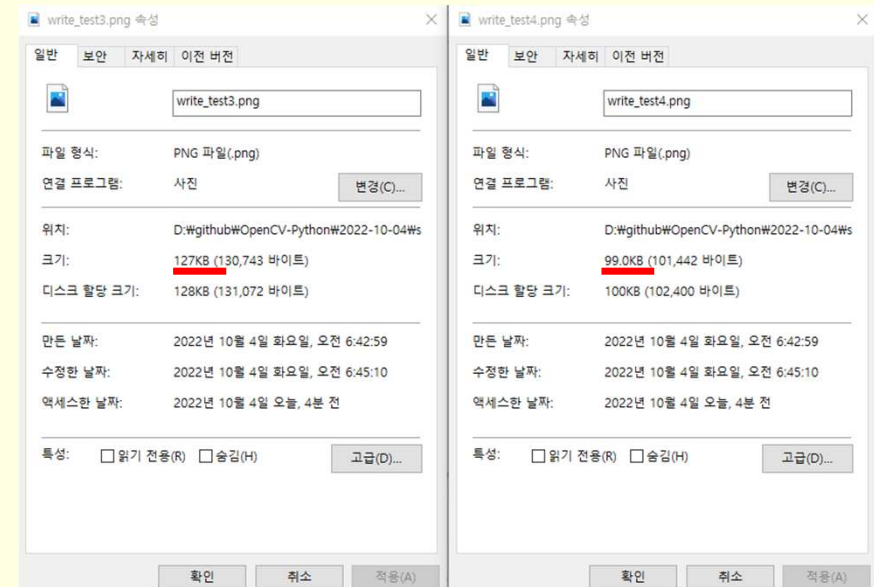 write_test3.png 속성
일반 보안 자세히 이전 버전
write_test3.png
파일 형식: PNG 파일(.png)
연결 프로그램: 사진 변경(C)...
위치: D:₩github₩OpenCV-Python₩2022-10-04₩s
크기: 127KB (130,743 바이트)
디스크 할당 크기: 128KB (131,072 바이트)
만든 날짜: 2022년 10월 4일 화요일, 오전 6:42:59
수정한 날짜: 2022년 10월 4일 화요일, 오전 6:45:10
액세스한 날짜: 2022년 10월 4일 오늘, 4분 전
특성: 읽기 전용(R) 숨김(H) 고급(D)...
확인 취소 적용(A)
write_test4.png 속성
일반 보안 자세히 이전 버전
write_test4.png
파일 형식: PNG 파일(.png)
연결 프로그램: 사진 변경(C)...
위치: D:₩github₩OpenCV-Python₩2022-10-04₩s
크기: 99.0KB (101,442 바이트)
디스크 할당 크기: 100KB (102,400 바이트)
만든 날짜: 2022년 10월 4일 화요일, 오전 6:42:59
수정한 날짜: 2022년 10월 4일 화요일, 오전 6:45:10
액세스한 날짜: 2022년 10월 4일 오늘, 4분 전
특성: 읽기 전용(R) 숨김(H) 고급(D)...
확인 취소 적용(A)